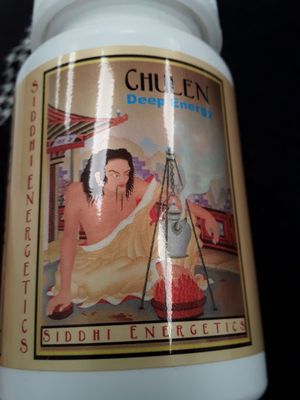 CHULEN
Deep Energy
SIDDHI ENERGETICS
SIDDHI ENERGETICS